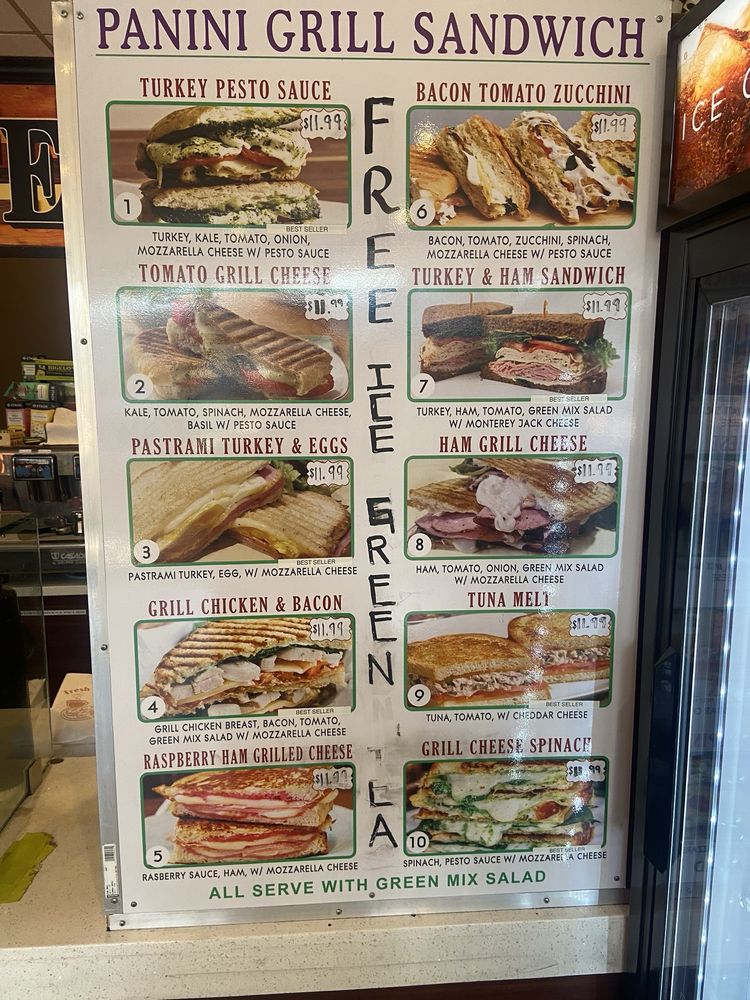 PANINI GRILL SANDWICH
TURKEY PESTO SAUCE
$11.99
1
BEST SELLER
TURKEY, KALE, TOMATO, ONION,
MOZZARELLA CHEESE W/ PESTO SAUCE
TOMATO GRILL CHEESE
$11.99
2
KALE, TOMATO, SPINACH, MOZZARELLA CHEESE,
BASIL W/ PESTO SAUCE
PASTRAMI TURKEY & EGGS
$11.99
3
BEST SELLER
PASTRAMI TURKEY, EGG, W/ MOZZARELLA CHEESE
GRILL CHICKEN & BACON
$11.99
4
BEST SELLER
GRILL CHICKEN BREAST, BACON, TOMATO,
GREEN MIX SALAD W/ MOZZARELLA CHEESE
RASPBERRY HAM GRILLED CHEESE
$11.99
5
RASBERRY SAUCE, HAM, W/ MOZZARELLA CHEESE
FREE
ICE
GREEN
LA
BACON TOMATO ZUCCHINI
$11.99
6
BACON, TOMATO, ZUCCHINI, SPINACH,
MOZZARELLA CHEESE W/ PESTO SAUCE
TURKEY & HAM SANDWICH
$11.99
7
BEST SELLER
TURKEY, HAM, TOMATO, GREEN MIX SALAD
W/ MONTEREY JACK CHEESE
HAM GRILL CHEESE
$11.99
8
HAM, TOMATO, ONION, GREEN MIX SALAD
W/ MOZZARELLA CHEESE
TUNA MELT
$11.99
9
BEST SELLER
TUNA, TOMATO, W/ CHEDDAR CHEESE
GRILL CHEESE SPINACH
10
BEST SELLER
SPINACH, PESTO SAUCE W/ MOZZARELLA CHEESE
ALL SERVE WITH GREEN MIX SALAD
E
ICE
BIGELOW
fresh